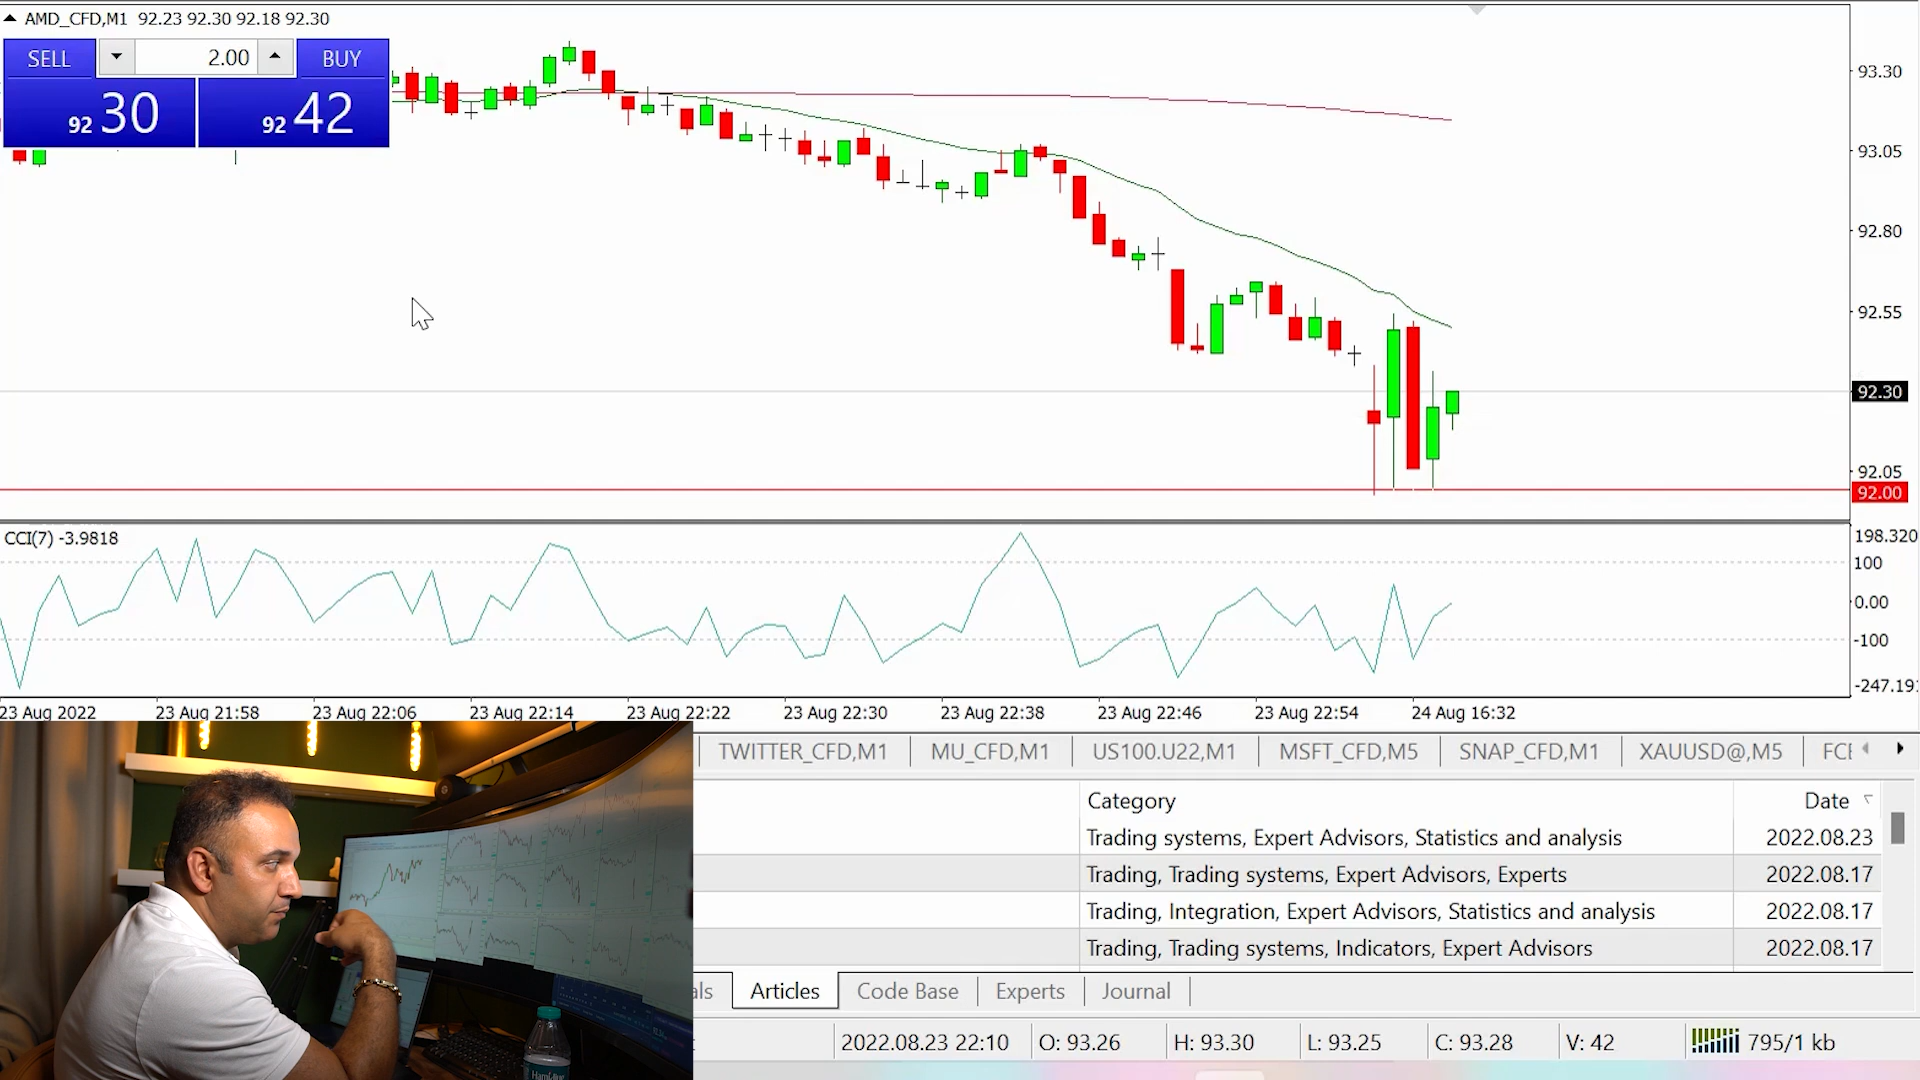 AMD_CFD,M1 92.23 92.30 92.18 92.30
SELL 2.00 BUY
92 30 92 42
93.30
93.05
92.80
92.55
92.30
92.05
92.00
CCI(7) -3.9818
198.320
100
0.00
-100
-247.191
23 Aug 2022 23 Aug 21:58 23 Aug 22:06 23 Aug 22:14 23 Aug 22:22 23 Aug 22:30 23 Aug 22:38 23 Aug 22:46 23 Aug 22:54 24 Aug 16:32
TWITTER_CFD,M1 MU_CFD,M1 US100.U22,M1 MSFT_CFD,M5 SNAP_CFD,M1 XAUUSD@,M5
Category Date
Trading systems, Expert Advisors, Statistics and analysis 2022.08.23
Trading, Trading systems, Expert Advisors, Experts 2022.08.17
Trading, Integration, Expert Advisors, Statistics and analysis 2022.08.17
Trading, Trading systems, Indicators, Expert Advisors 2022.08.17
Articles Code Base Experts Journal
2022.08.23 22:10 O: 93.26 H: 93.30 L: 93.25 C: 93.28 V: 42 795/1 kb